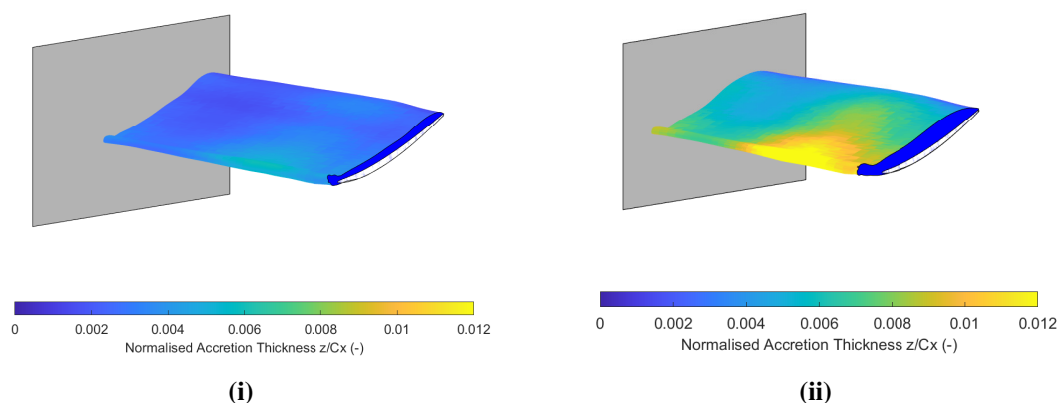 0 0.002 0.004 0.006 0.008 0.01 0.012
Normalised Accretion Thickness z/Cx (-)
(i)
0 0.002 0.004 0.006 0.008 0.01 0.012
Normalised Accretion Thickness z/Cx (-)
(ii)